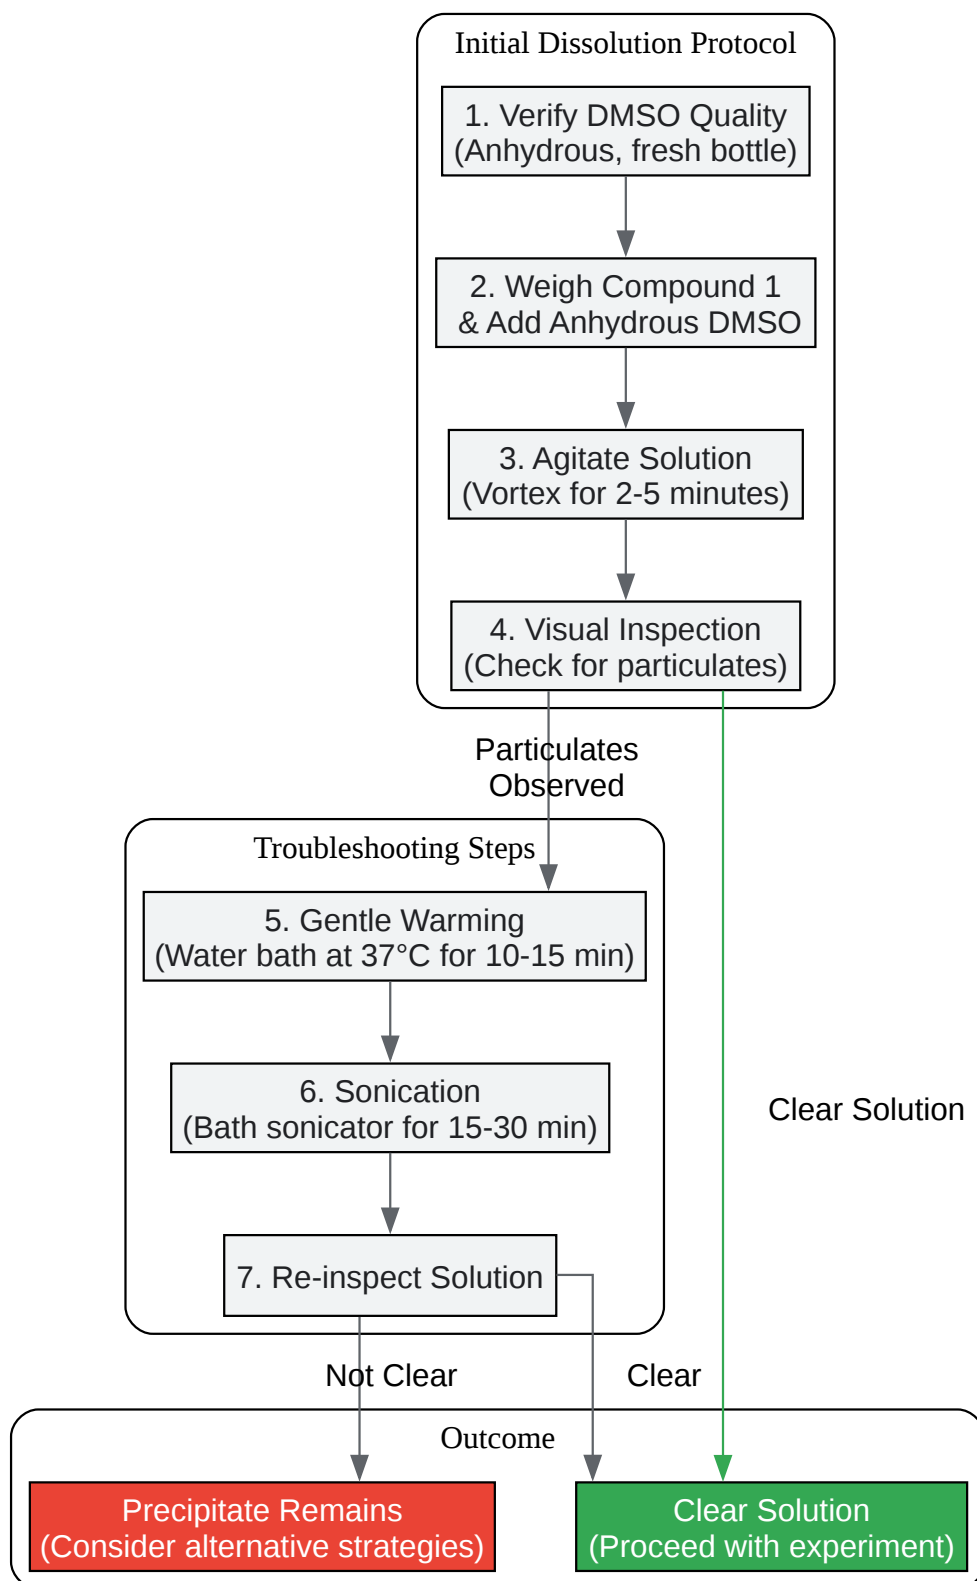 Initial Dissolution Protocol
1. Verify DMSO Quality
(Anhydrous, fresh bottle)
2. Weigh Compound 1
& Add Anhydrous DMSO
3. Agitate Solution
(Vortex for 2-5 minutes)
4. Visual Inspection
(Check for particulates)
Particulates
Observed
Troubleshooting Steps
5. Gentle Warming
(Water bath at 37°C for 10-15 min)
6. Sonication
(Bath sonicator for 15-30 min)
Clear Solution
7. Re-inspect Solution
Not Clear
Clear
Outcome
Precipitate Remains
(Consider alternative strategies)
Clear Solution
(Proceed with experiment)